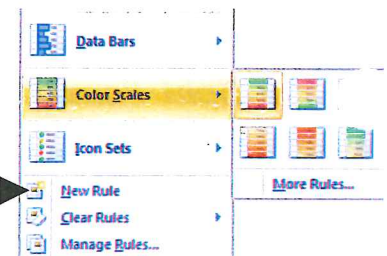 Data Bars
Color Scales
Icon Sets
New Rule
Clear Rules
Manage Rules...
More Rules...